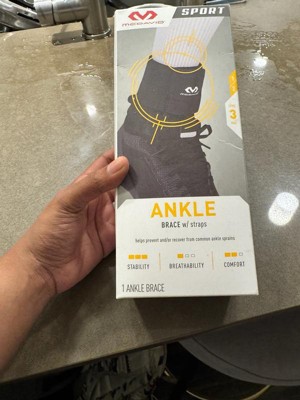 SPORT
McDAVID
3
ANKLE
BRACE w/ straps
helps prevent and/or recover from common ankle sprains
STABILITY
BREATHABILITY
COMFORT
1 ANKLE BRACE